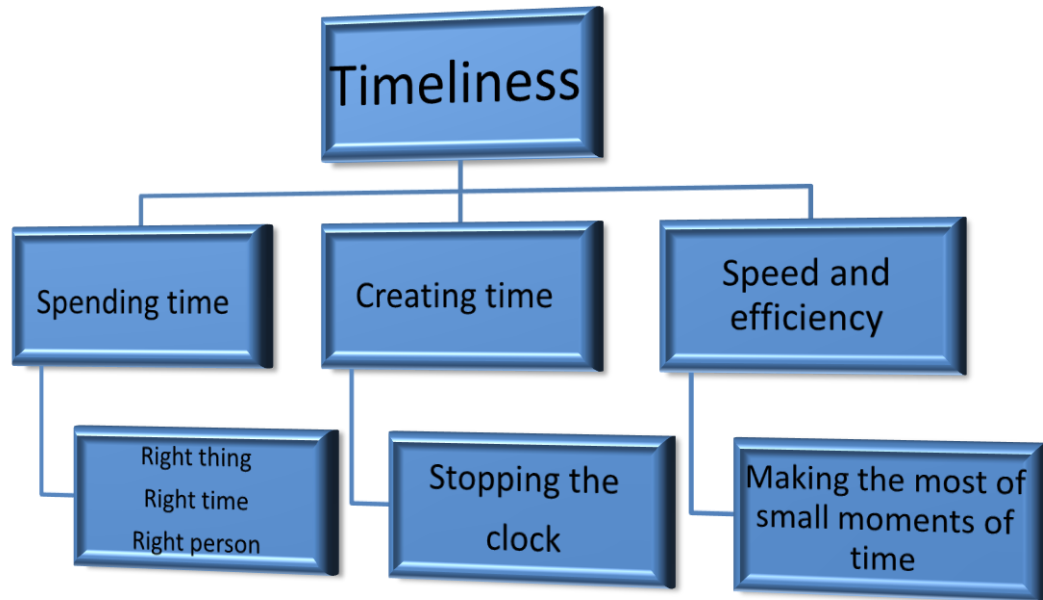 Timeliness
Spending time
Creating time
Speed and
efficiency
Right thing
Right time
Right person
Stopping the
clock
Making the most of
small moments of
time